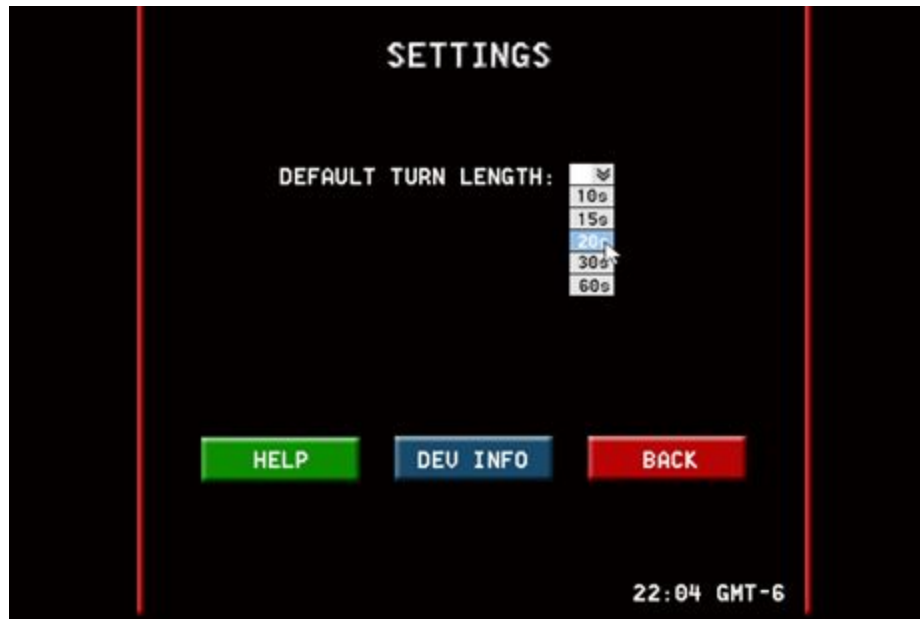 SETTINGS
DEFAULT TURN LENGTH:
10s
15s
20s
30s
60s
HELP DEV INFO BACK
22:04 GMT-6